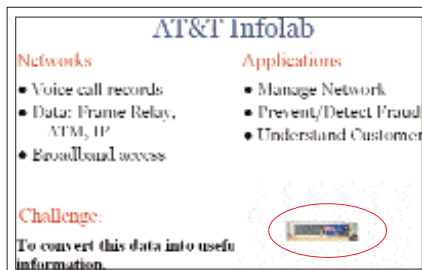 AT&T Infolab
Networks
• Voice call records
• Data: Frame Relay,
ATM, IP
• Broadband access
Applications
• Manage Network
• Prevent/Detect Fraud
• Understand Customer
Challenge:
To convert this data into usefu
information.